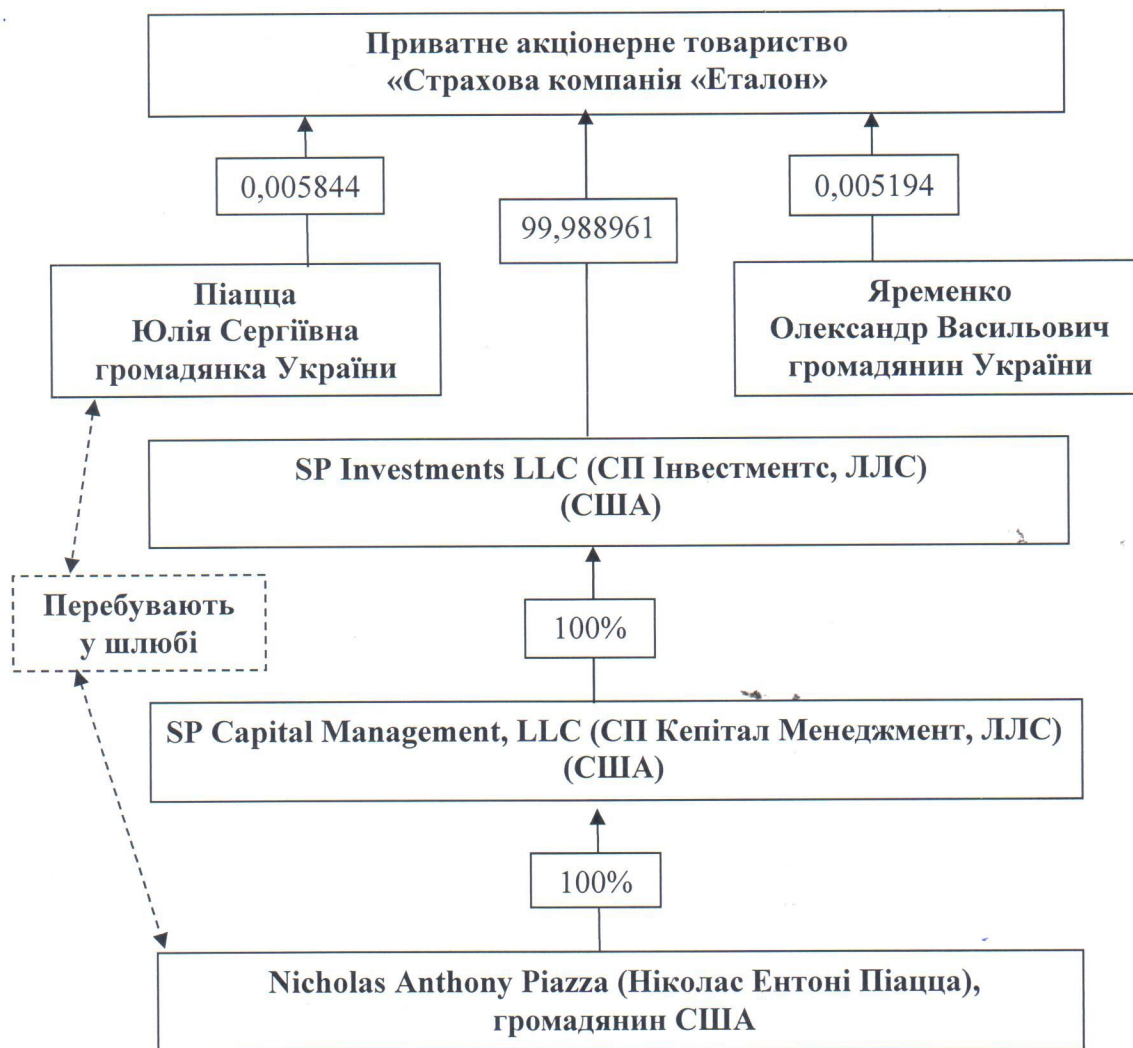 Приватне акціонерне товариство
«Страхова компанія «Еталон»
0,005844
99,988961
0,005194
Піацца
Юлія Сергіївна
громадянка України
Яременко
Олександр Васильович
громадянин України
SP Investments LLC (СП Інвестментс, ЛЛС)
(США)
Перебувають
у шлюбі
100%
SP Capital Management, LLC (СП Кепітал Менеджмент, ЛЛС)
(США)
100%
Nicholas Anthony Piazza (Ніколас Ентоні Піацца),
громадянин США